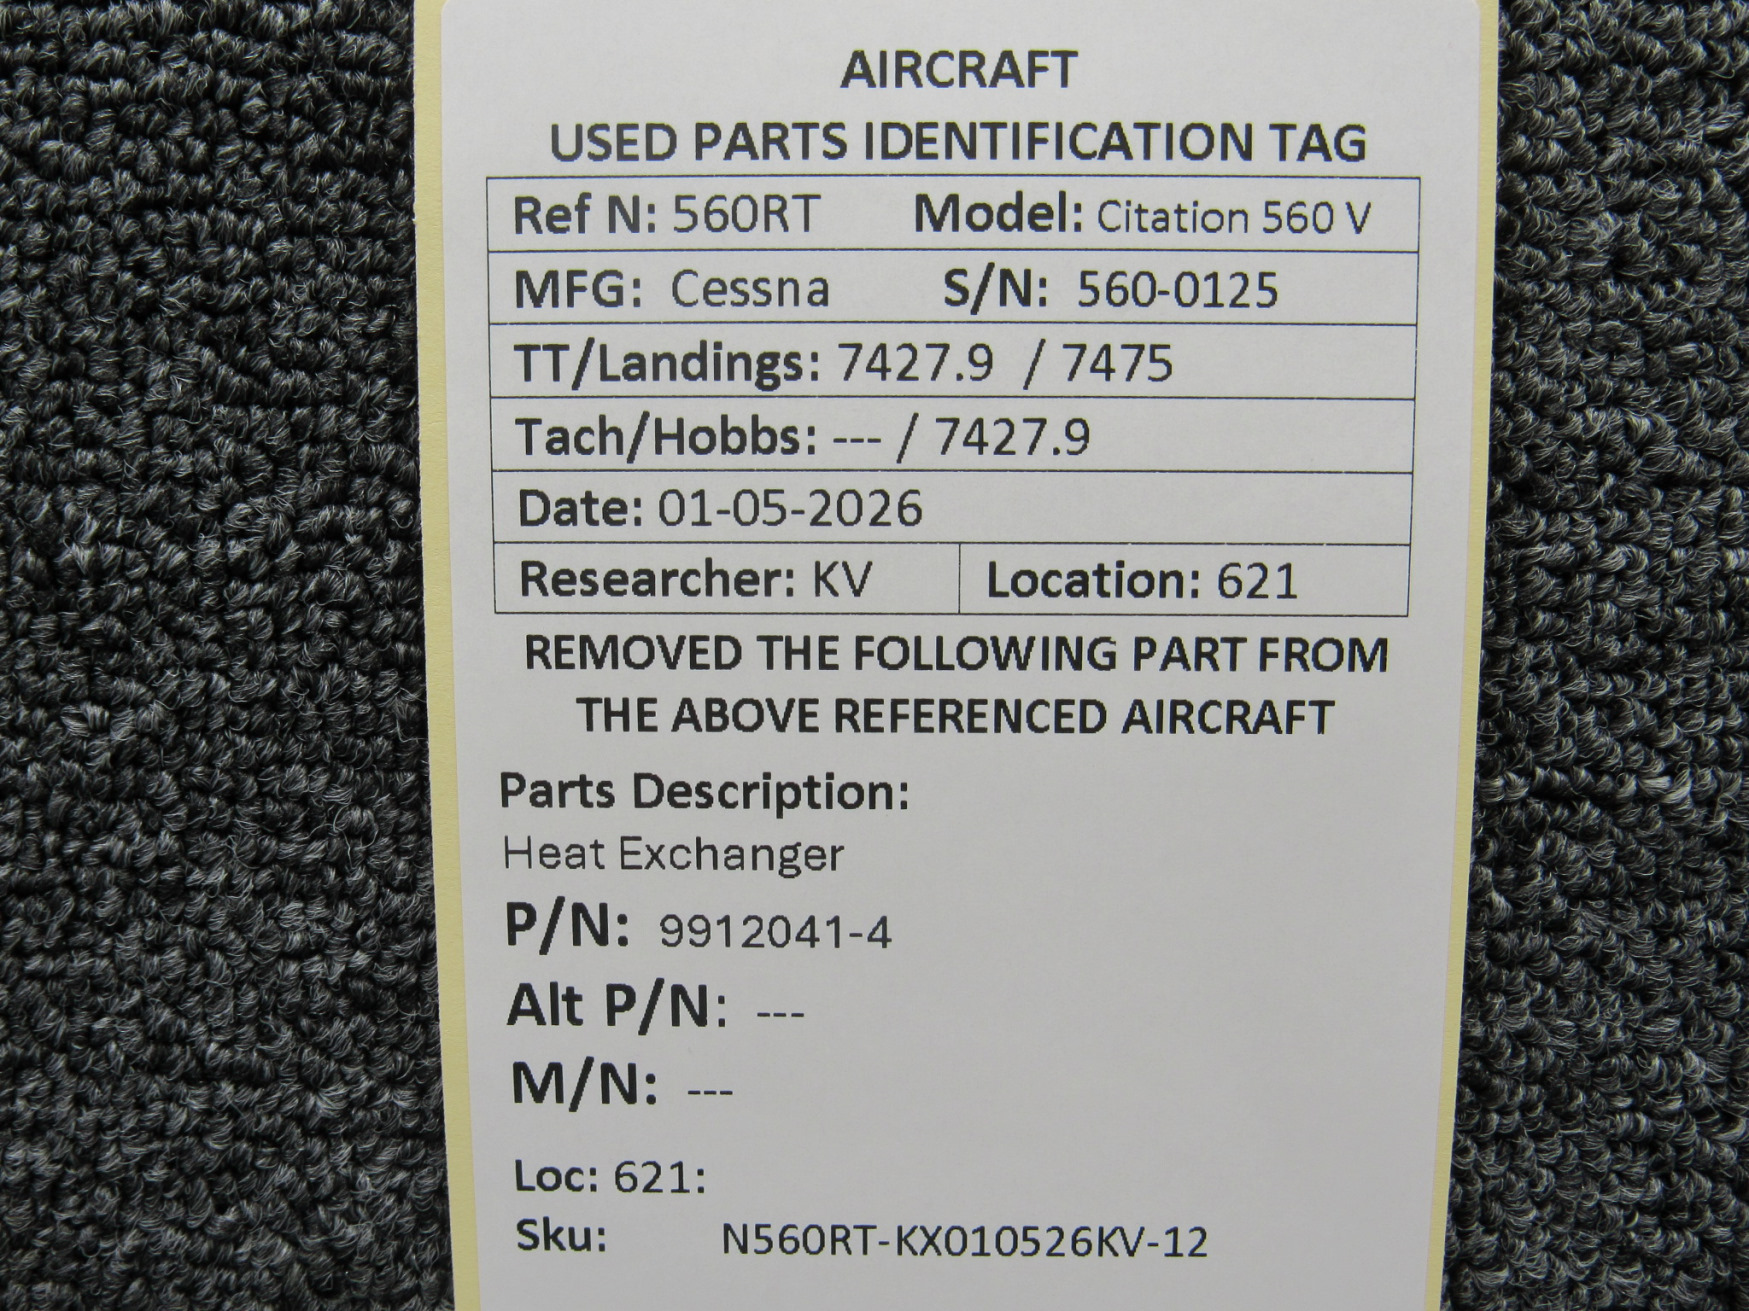 AIRCRAFT
USED PARTS IDENTIFICATION TAG
Ref N: 560RT Model: Citation 560 V
MFG: Cessna S/N: 560-0125
TT/Landings: 7427.9 / 7475
Tach/Hobbs: --- / 7427.9
Date: 01-05-2026
Researcher: KV Location: 621
REMOVED THE FOLLOWING PART FROM
THE ABOVE REFERENCED AIRCRAFT
Parts Description:
Heat Exchanger
P/N: 9912041-4
Alt P/N: ---
M/N: ---
Loc: 621:
Sku: N560RT-KX010526KV-12